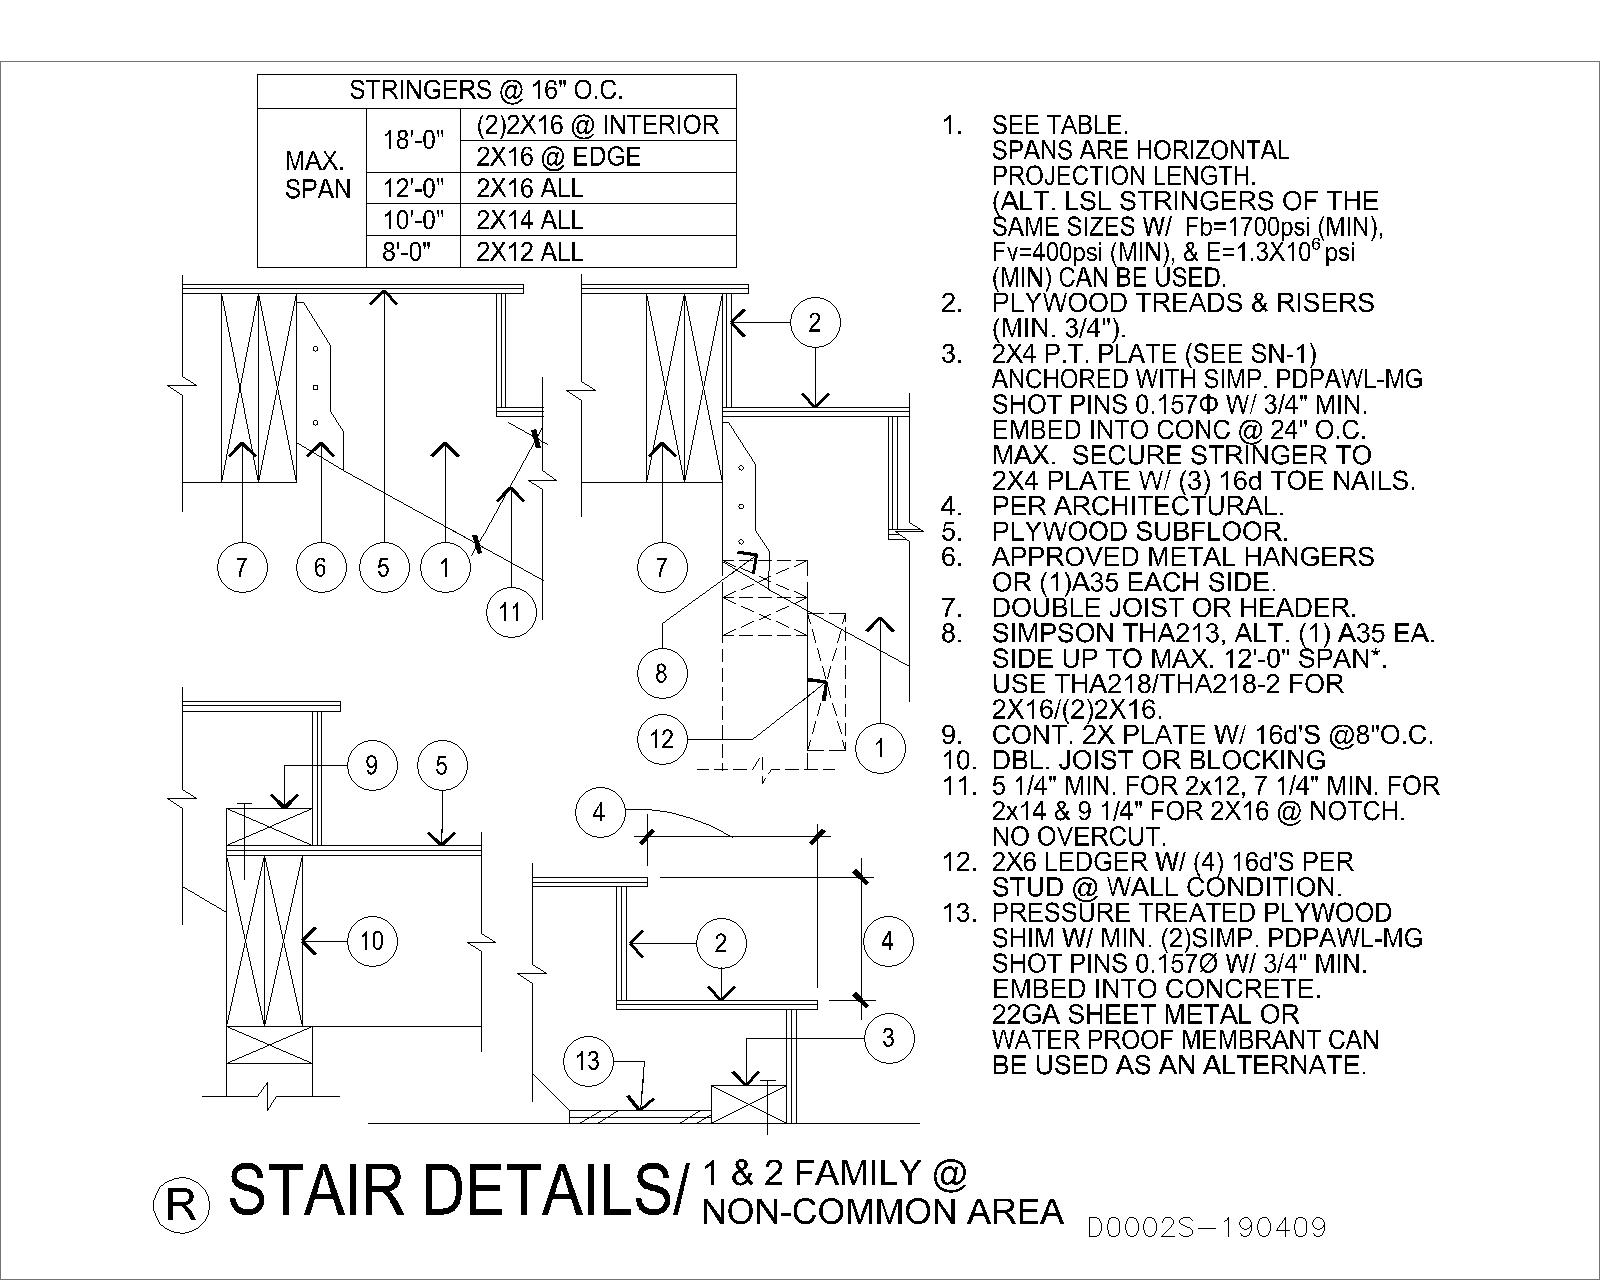 STRINGERS @ 16" O.C.
MAX.
SPAN
18'-0"
(2)2X16 @ INTERIOR
2X16 @ EDGE
12'-0"
2X16 ALL
10'-0"
2X14 ALL
8'-0"
2X12 ALL
2
7
6
5
1
11
7
8
12
1
9
5
10
4
2
4
3
13
1. SEE TABLE.
SPANS ARE HORIZONTAL
PROJECTION LENGTH.
(ALT. LSL STRINGERS OF THE
SAME SIZES W/ Fb=1700psi (MIN),
Fv=400psi (MIN), & E=1.3X10⁶psi
(MIN) CAN BE USED.
2. PLYWOOD TREADS & RISERS
(MIN. 3/4").
3. 2X4 P.T. PLATE (SEE SN-1)
ANCHORED WITH SIMP. PDPAWL-MG
SHOT PINS 0.157Φ W/ 3/4" MIN.
EMBED INTO CONC @ 24" O.C.
MAX. SECURE STRINGER TO
2X4 PLATE W/ (3) 16d TOE NAILS.
4. PER ARCHITECTURAL.
5. PLYWOOD SUBFLOOR.
6. APPROVED METAL HANGERS
OR (1)A35 EACH SIDE.
7. DOUBLE JOIST OR HEADER.
8. SIMPSON THA213, ALT. (1) A35 EA.
SIDE UP TO MAX. 12'-0" SPAN*.
USE THA218/THA218-2 FOR
2X16/(2)2X16.
9. CONT. 2X PLATE W/ 16d'S @8"O.C.
10. DBL. JOIST OR BLOCKING
11. 5 1/4" MIN. FOR 2x12, 7 1/4" MIN. FOR
2x14 & 9 1/4" FOR 2X16 @ NOTCH.
NO OVERCUT.
12. 2X6 LEDGER W/ (4) 16d'S PER
STUD @ WALL CONDITION.
13. PRESSURE TREATED PLYWOOD
SHIM W/ MIN. (2)SIMP. PDPAWL-MG
SHOT PINS 0.157Ø W/ 3/4" MIN.
EMBED INTO CONCRETE.
22GA SHEET METAL OR
WATER PROOF MEMBRANT CAN
BE USED AS AN ALTERNATE.
R STAIR DETAILS/ 1 & 2 FAMILY @
NON-COMMON AREA
D0002S-190409